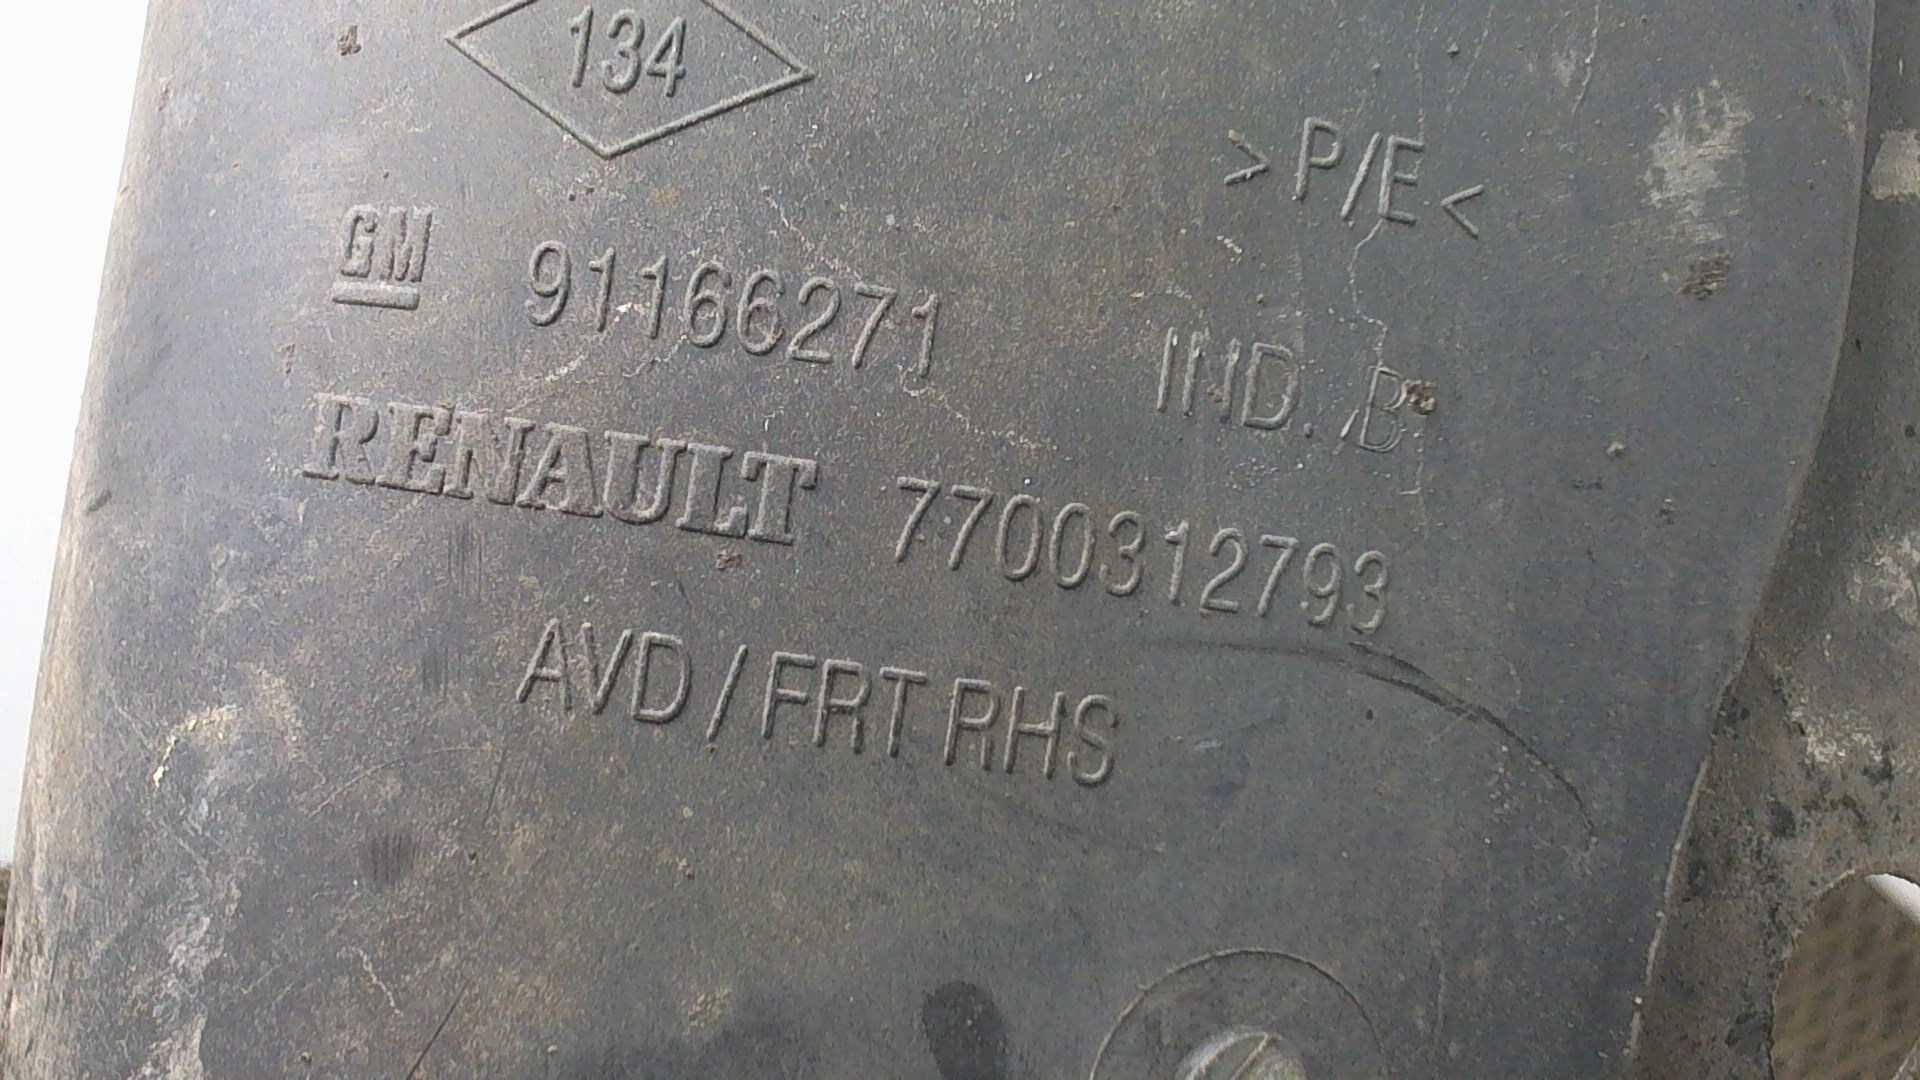 134
>P/E<
GM 91166271
IND. B
RENAULT 7700312793
AVD / FRT RHS